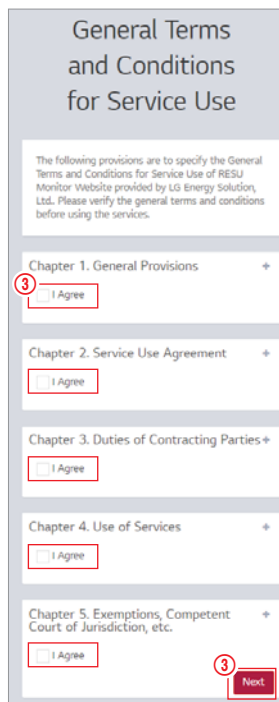 General Terms
and Conditions
for Service Use
The following provisions are to specify the General
Terms and Conditions for Service Use of RESU
Monitor Website provided by LG Energy Solution,
Ltd.. Please verify the general terms and conditions
before using the services.
Chapter 1. General Provisions +
③
I Agree
Chapter 2. Service Use Agreement +
I Agree
Chapter 3. Duties of Contracting Parties +
I Agree
Chapter 4. Use of Services +
I Agree
Chapter 5. Exemptions, Competent +
Court of Jurisdiction, etc.
I Agree
③
Next